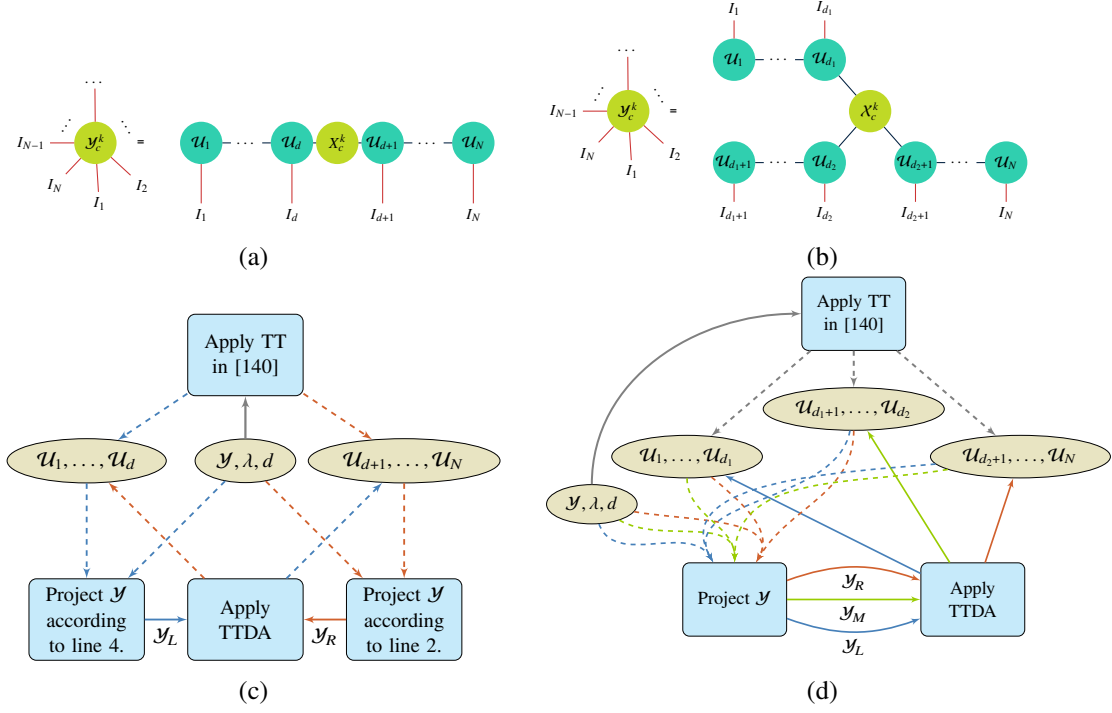 ...
I_{N-1} 𝒴_c^k =
I_N I_1 I_2
𝒰_1 ... 𝒰_d X_c^k 𝒰_{d+1} ... 𝒰_N
I_1 I_d I_{d+1} I_N
(a)
I_1 I_{d_1}
𝒰_1 ... 𝒰_{d_1}
...
I_{N-1} 𝒴_c^k =
I_N I_1 I_2
𝒳_c^k
𝒰_{d_1+1} ... 𝒰_{d_2} 𝒰_{d_2+1} ... 𝒰_N
I_{d_1+1} I_{d_2} I_{d_2+1} I_N
(b)
Apply TT
in [140]
𝒰_1, ..., 𝒰_d
𝒴, λ, d
𝒰_{d+1}, ..., 𝒰_N
Project 𝒴
according
to line 4.
𝒴_L
Apply
TTDA
𝒴_R
Project 𝒴
according
to line 2.
(c)
Apply TT
in [140]
𝒰_{d_1+1}, ..., 𝒰_{d_2}
𝒰_1, ..., 𝒰_{d_1}
𝒰_{d_2+1}, ..., 𝒰_N
𝒴, λ, d
Project 𝒴
𝒴_R
𝒴_M
𝒴_L
Apply
TTDA
(d)